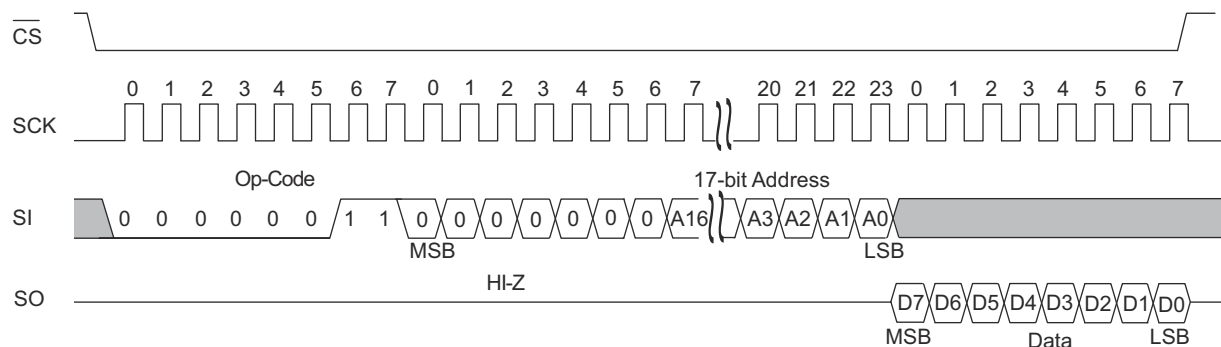 CS
0 1 2 3 4 5 6 7 0 1 2 3 4 5 6 7 20 21 22 23 0 1 2 3 4 5 6 7
SCK
Op-Code 17-bit Address
SI 0 0 0 0 0 0 1 1 0 0 0 0 0 0 0 A16 A3 A2 A1 A0
MSB LSB
HI-Z
SO D7 D6 D5 D4 D3 D2 D1 D0
MSB Data LSB